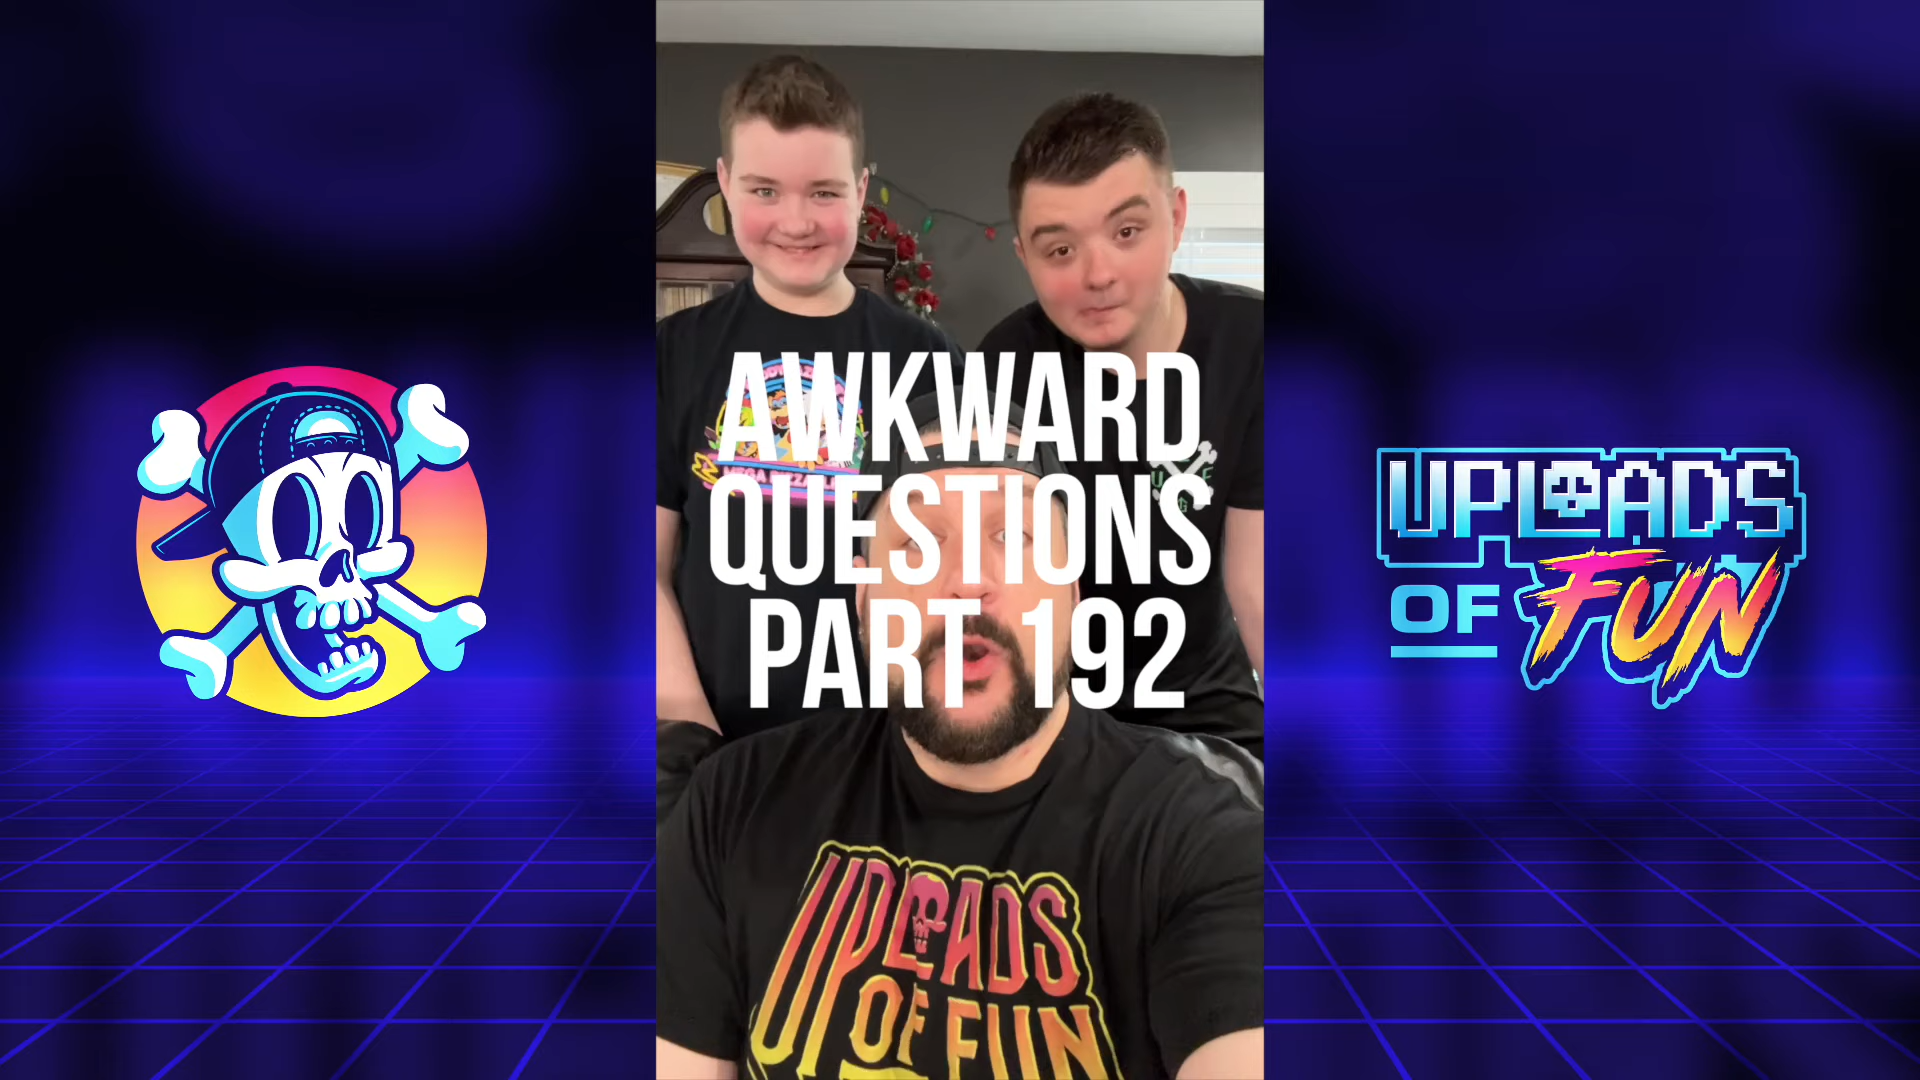 AWKWARD
QUESTIONS
PART 192
UPLOADS
OF FUN
UPLOADS
OF FUN